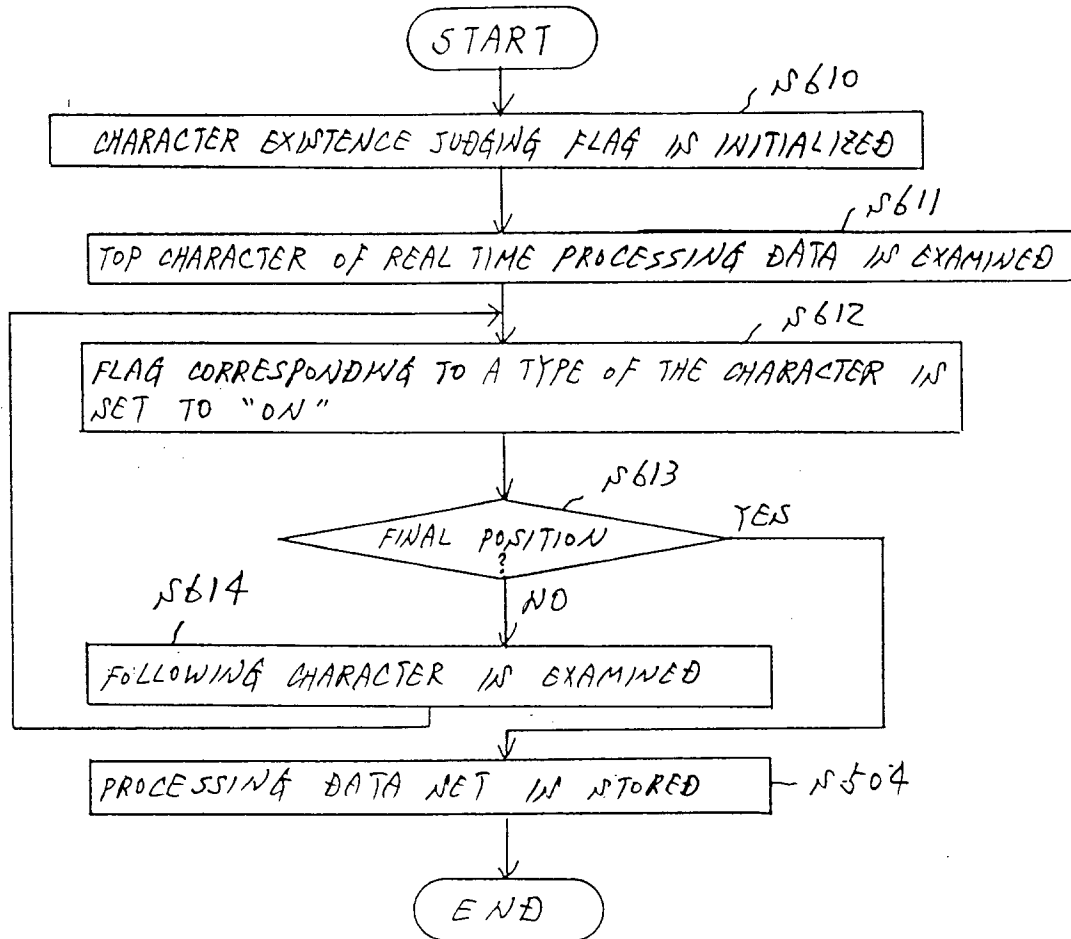 START
S610
CHARACTER EXISTENCE JUDGING FLAG IS INITIALIZED
S611
TOP CHARACTER OF REAL TIME PROCESSING DATA IS EXAMINED
S612
FLAG CORRESPONDING TO A TYPE OF THE CHARACTER IS
SET TO "ON"
S613
FINAL POSITION
?
YES
NO
S614
FOLLOWING CHARACTER IS EXAMINED
PROCESSING DATA SET IS STORED
S504
END